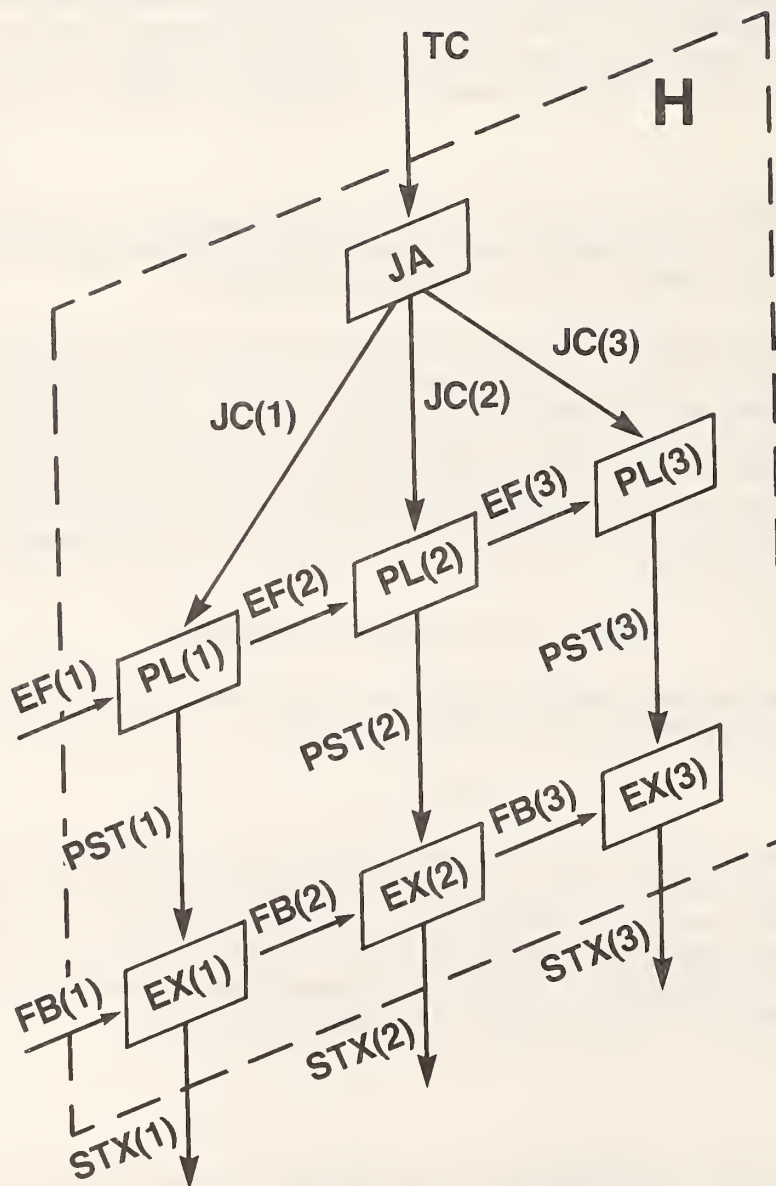 TC
H
JA
JC(1)
JC(2)
JC(3)
EF(1)
PL(1)
EF(2)
PL(2)
EF(3)
PL(3)
PST(1)
PST(2)
PST(3)
FB(1)
EX(1)
FB(2)
EX(2)
FB(3)
EX(3)
STX(1)
STX(2)
STX(3)